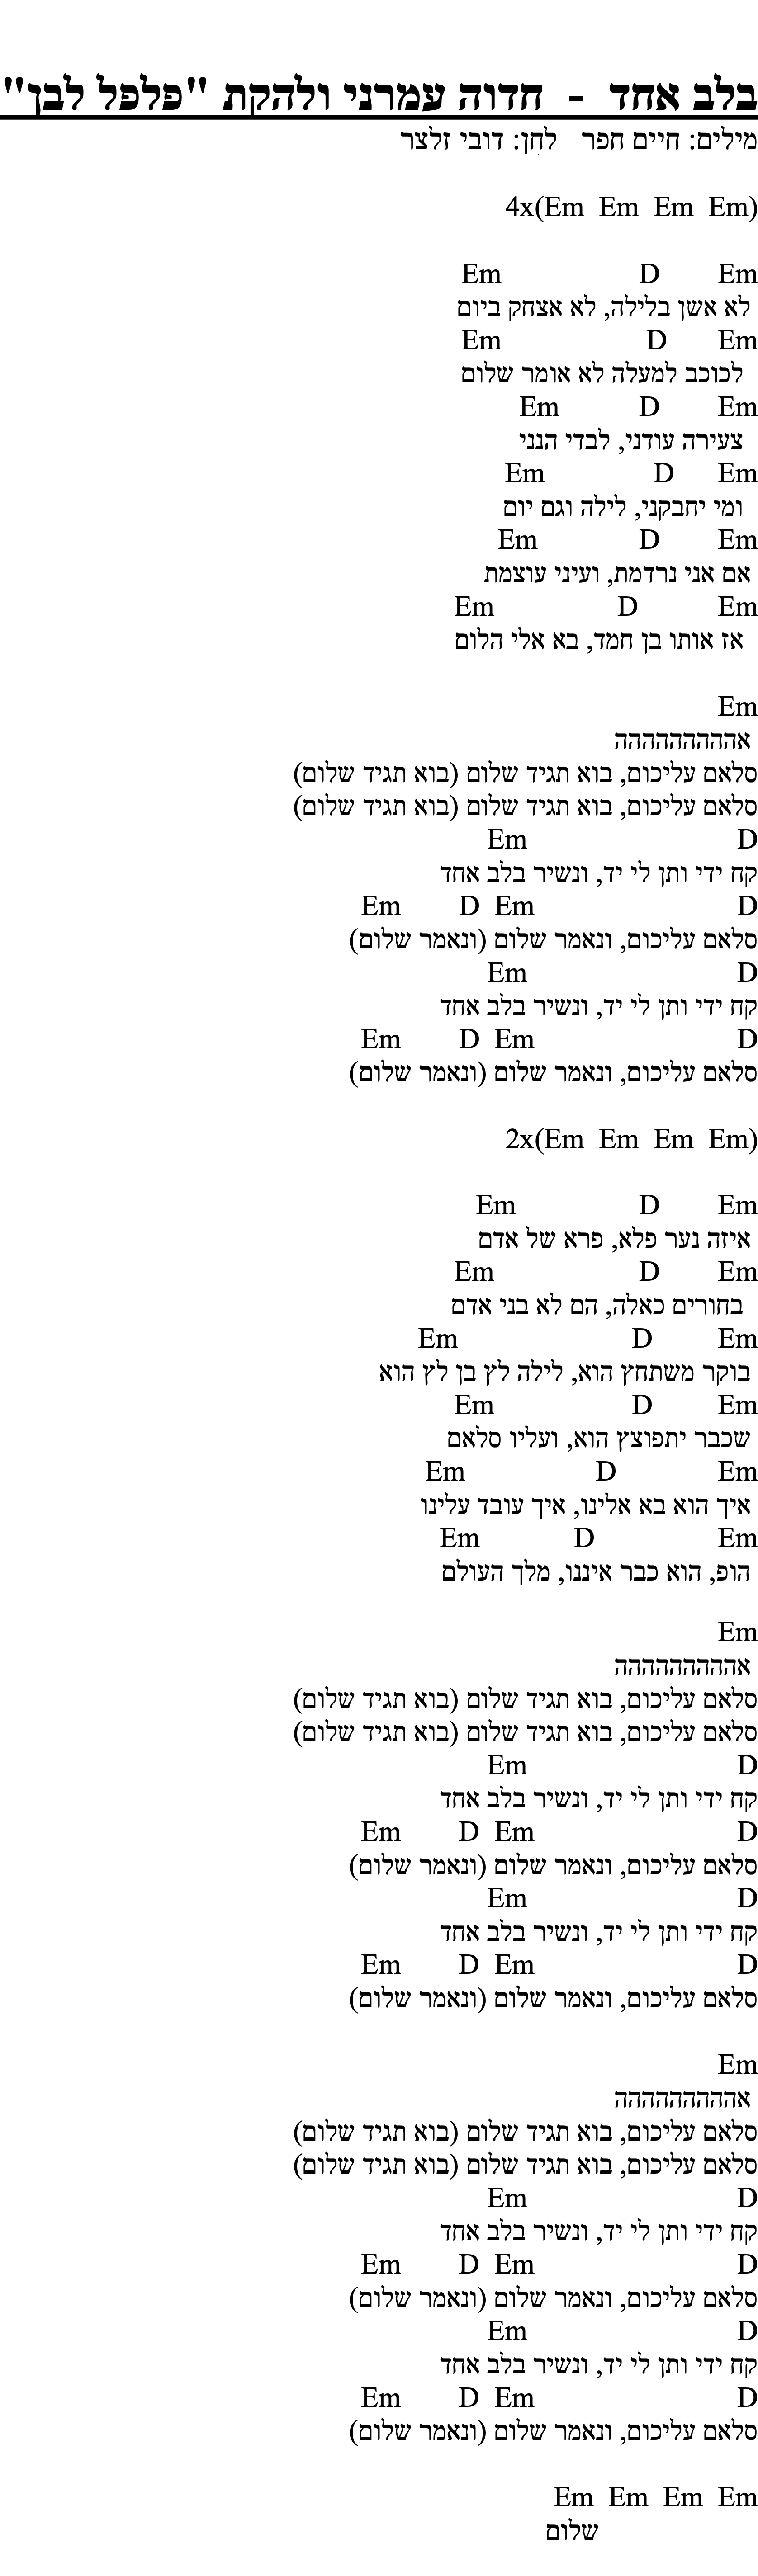 בלב אחד - חדוה עמרני ולהקת "פלפל לבן"
מילים: חיים חפר לחן: דובי זלצר
4x(Em Em Em Em)
Em D Em
לא אשן בלילה, לא אצחק ביום
Em D Em
לכוכב למעלה לא אומר שלום
Em D Em
צעירה עודני, לבדי הנני
Em D Em
ומי יחבקני, לילה וגם יום
Em D Em
אם אני נרדמת, ועיני עוצמת
Em D Em
אז אותו בן חמד, בא אלי הלום
Em
אההההההההה
סלאם עליכום, בוא תגיד שלום (בוא תגיד שלום)
סלאם עליכום, בוא תגיד שלום (בוא תגיד שלום)
Em D
קח ידי ותן לי יד, ונשיר בלב אחד
Em D Em D
סלאם עליכום, ונאמר שלום (ונאמר שלום)
Em D
קח ידי ותן לי יד, ונשיר בלב אחד
Em D Em D
סלאם עליכום, ונאמר שלום (ונאמר שלום)
2x(Em Em Em Em)
Em D Em
איזה נער פלא, פרא של אדם
Em D Em
בחורים כאלה, הם לא בני אדם
Em D Em
בוקר משתחץ הוא, לילה לץ בן לץ הוא
Em D Em
שכבר יתפוצץ הוא, ועליו סלאם
Em D Em
איך הוא בא אלינו, איך עובד עלינו
Em D Em
הופ, הוא כבר איננו, מלך העולם
Em
אההההההההה
סלאם עליכום, בוא תגיד שלום (בוא תגיד שלום)
סלאם עליכום, בוא תגיד שלום (בוא תגיד שלום)
Em D
קח ידי ותן לי יד, ונשיר בלב אחד
Em D Em D
סלאם עליכום, ונאמר שלום (ונאמר שלום)
Em D
קח ידי ותן לי יד, ונשיר בלב אחד
Em D Em D
סלאם עליכום, ונאמר שלום (ונאמר שלום)
Em
אההההההההה
סלאם עליכום, בוא תגיד שלום (בוא תגיד שלום)
סלאם עליכום, בוא תגיד שלום (בוא תגיד שלום)
Em D
קח ידי ותן לי יד, ונשיר בלב אחד
Em D Em D
סלאם עליכום, ונאמר שלום (ונאמר שלום)
Em D
קח ידי ותן לי יד, ונשיר בלב אחד
Em D Em D
סלאם עליכום, ונאמר שלום (ונאמר שלום)
Em Em Em Em
שלום